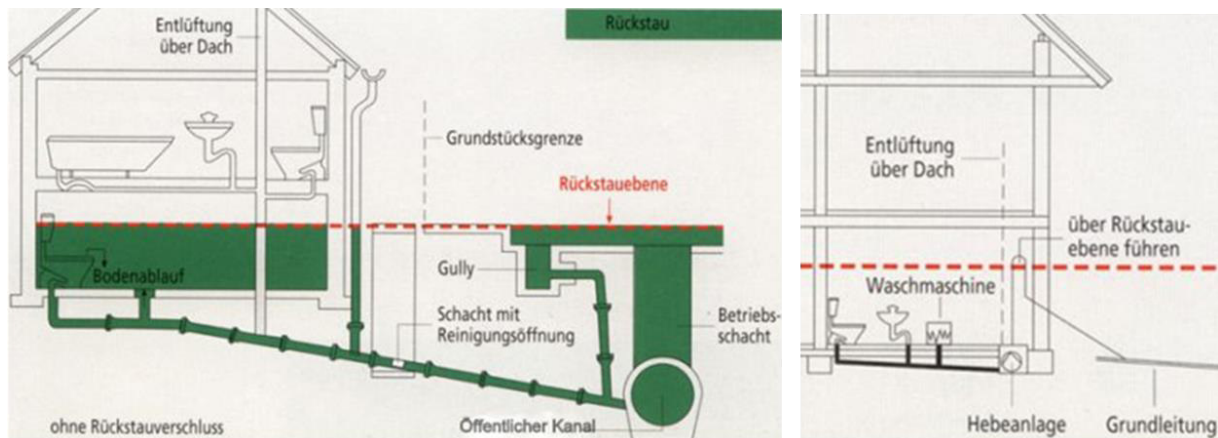 Entlüftung
über Dach
Rückstau
Grundstücksgrenze
Rückstauebene
Bodenablauf
Gully
Schacht mit
Reinigungsöffnung
Betriebs-
schacht
ohne Rückstauverschluss
Öffentlicher Kanal
Entlüftung
über Dach
über Rückstau-
ebene führen
Waschmaschine
Hebeanlage
Grundleitung